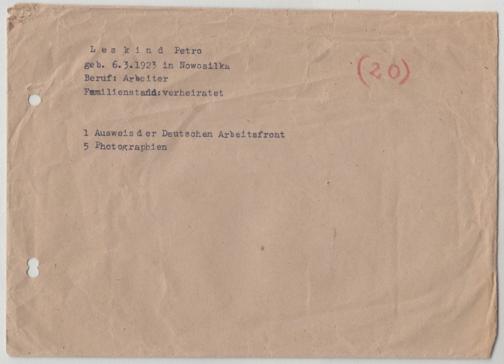 L e s k i n d Petro
geb. 6.3.1923 in Nowosilka
(20)
Beruf: Arbeiter
Familienstand:verheiratet
1 Ausweis der Deutschen Arbeitsfront
5 Photographien